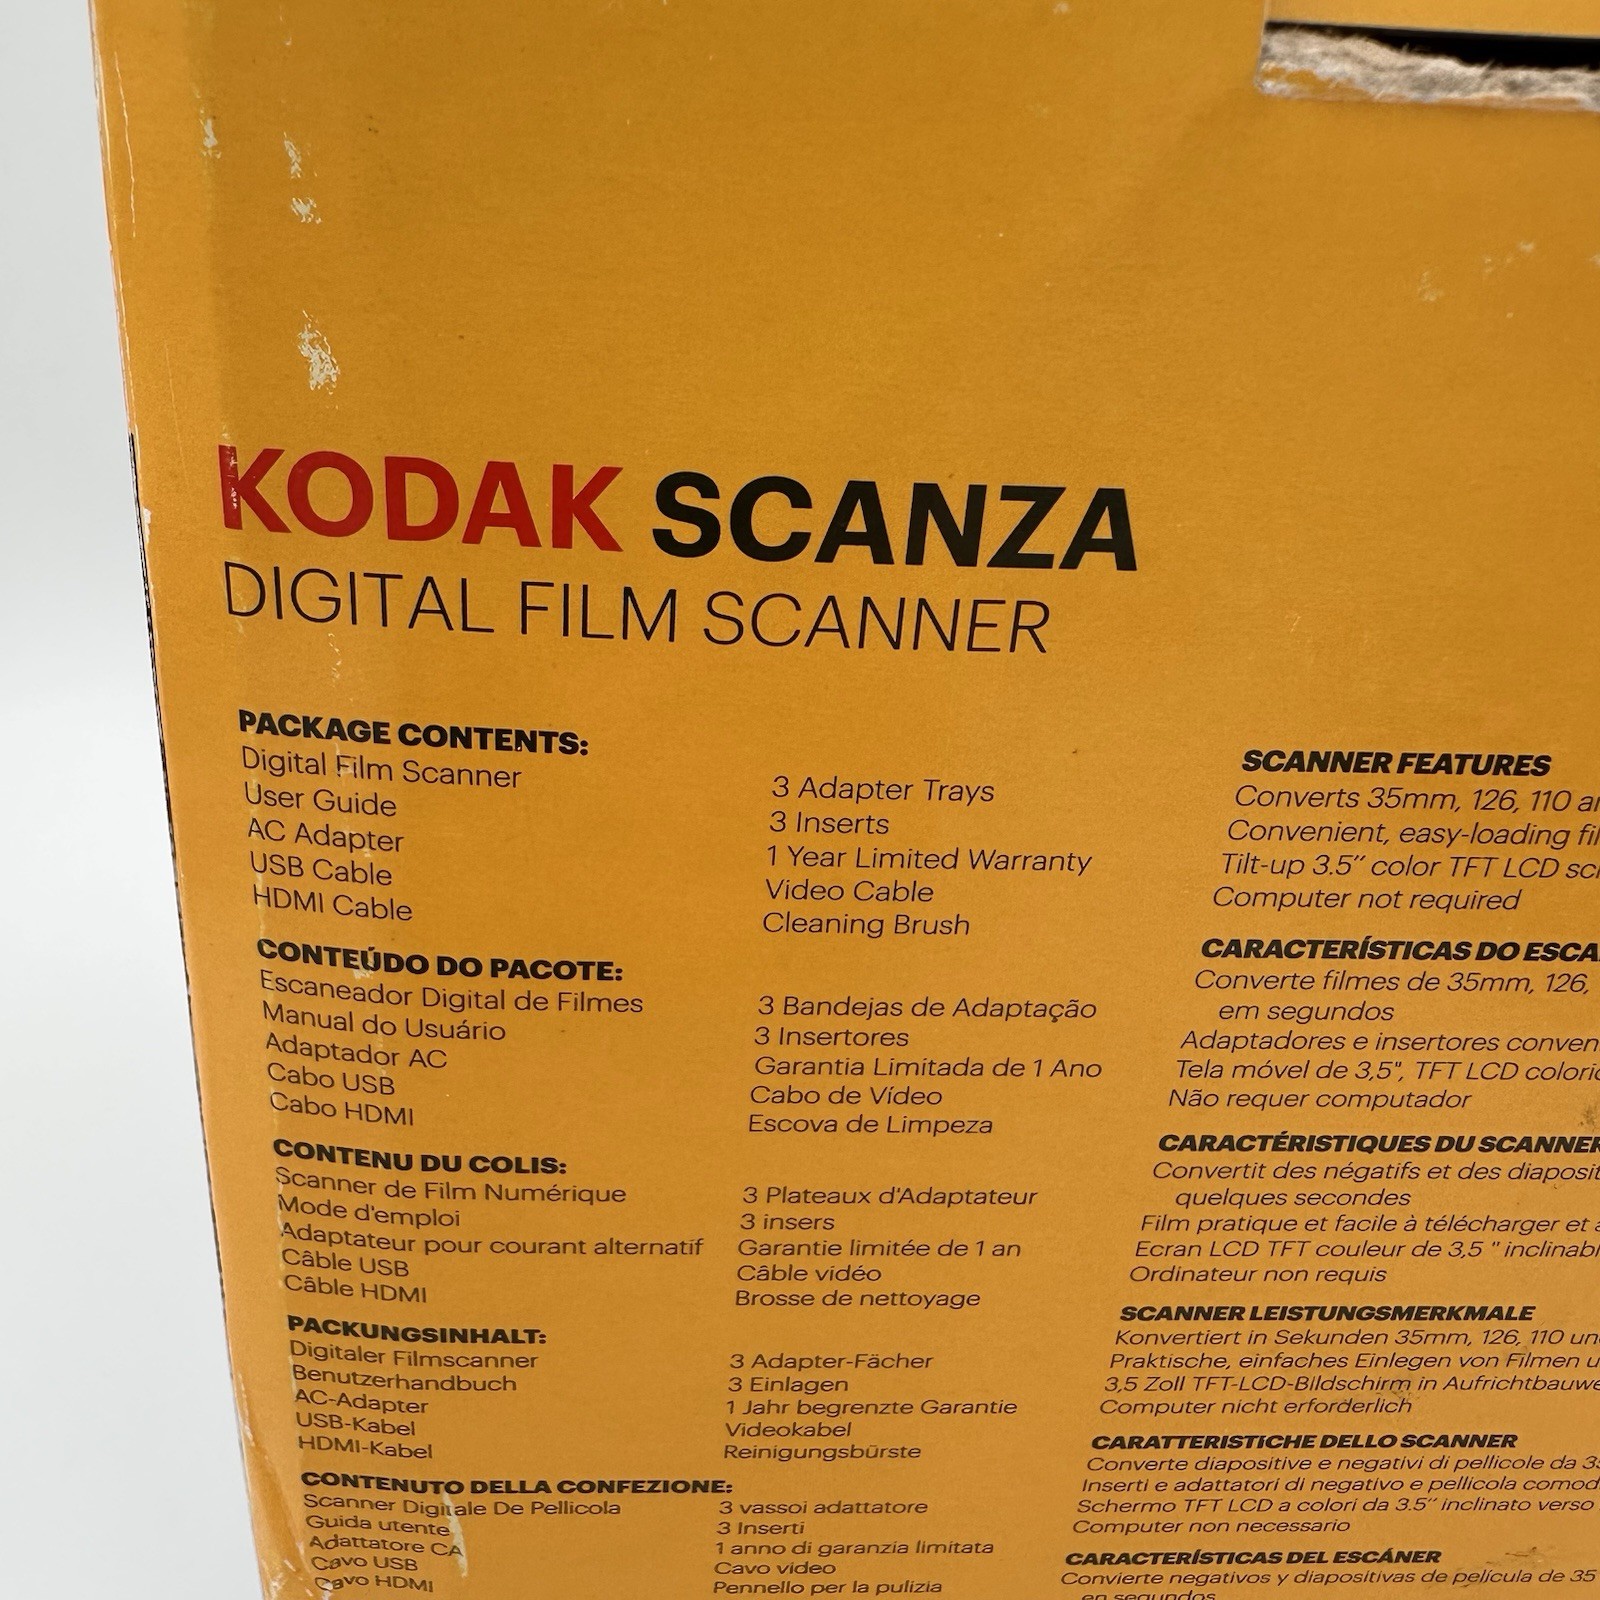 KODAK SCANZA
DIGITAL FILM SCANNER
PACKAGE CONTENTS:
Digital Film Scanner
User Guide
AC Adapter
USB Cable
HDMI Cable
3 Adapter Trays
3 Inserts
1 Year Limited Warranty
Video Cable
Cleaning Brush
CONTEÚDO DO PACOTE:
Escaneador Digital de Filmes
Manual do Usuário
Adaptador AC
Cabo USB
Cabo HDMI
3 Bandejas de Adaptação
3 Insertores
Garantia Limitada de 1 Ano
Cabo de Vídeo
Escova de Limpeza
CONTENU DU COLIS:
Scanner de Film Numérique
Mode d'emploi
Adaptateur pour courant alternatif
Câble USB
Câble HDMI
3 Plateaux d'Adaptateur
3 insers
Garantie limitée de 1 an
Câble vidéo
Brosse de nettoyage
PACKUNGSINHALT:
Digitaler Filmscanner
Benutzerhandbuch
AC-Adapter
USB-Kabel
HDMI-Kabel
3 Adapter-Fächer
3 Einlagen
1 Jahr begrenzte Garantie
Videokabel
Reinigungsbürste
CONTENUTO DELLA CONFEZIONE:
Scanner Digitale De Pellicola
Guida utente
Adattatore CA
Cavo USB
Cavo HDMI
3 vassoi adattatore
3 Inserti
1 anno di garanzia limitata
Cavo video
Pennello per la pulizia
SCANNER FEATURES
Converts 35mm, 126, 110
Convenient, easy-loading
Tilt-up 3.5″ color TFT LCD
Computer not required
CARACTERÍSTICAS DO
Converte filmes de 35mm, 126,
em segundos
Adaptadores e insertores
Tela móvel de 3,5", TFT LCD
Não requer computador
CARACTÉRISTIQUES DU SCANNER
Convertit des négatifs et des
quelques secondes
Film pratique et facile à télécharger et
Ecran LCD TFT couleur de 3,5 "
Ordinateur non requis
SCANNER LEISTUNGSMERKMALE
Konvertiert in Sekunden 35mm, 126, 110
Praktische, einfaches Einlegen von Filmen
3,5 Zoll TFT-LCD-Bildschirm in
Computer nicht erforderlich
CARATTERISTICHE DELLO SCANNER
Converte diapositive e negativi di pellicole da
Inserti e adattatori di negativo e pellicola
Schermo TFT LCD a colori da 3.5″ inclinato verso
Computer non necessario
CARACTERÍSTICAS DEL ESCÁNER
Convierte negativos y diapositivas de película de 35
en segundos